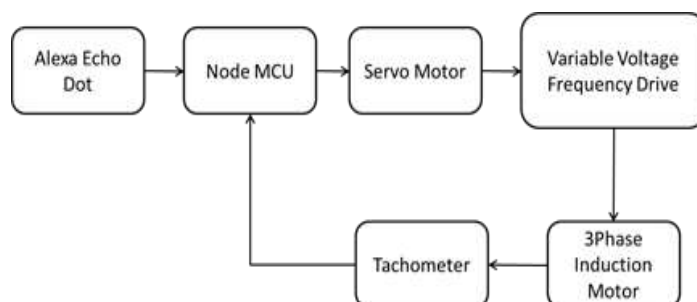 Alexa Echo
Dot
Node MCU
Servo Motor
Variable Voltage
Frequency Drive
Tachometer
3Phase
Induction
Motor